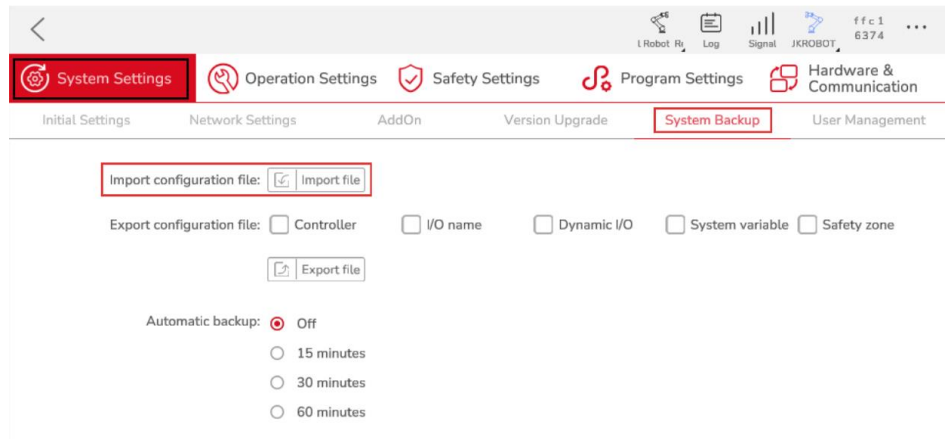 ffc1
6374
...
l Robot Ri
Log
Signal
JKROBOT
System Settings
Operation Settings
Safety Settings
Program Settings
Hardware &
Communication
Initial Settings
Network Settings
AddOn
Version Upgrade
System Backup
User Management
Import configuration file: Import file
Export configuration file: Controller I/O name Dynamic I/O System variable Safety zone
Export file
Automatic backup: Off
15 minutes
30 minutes
60 minutes